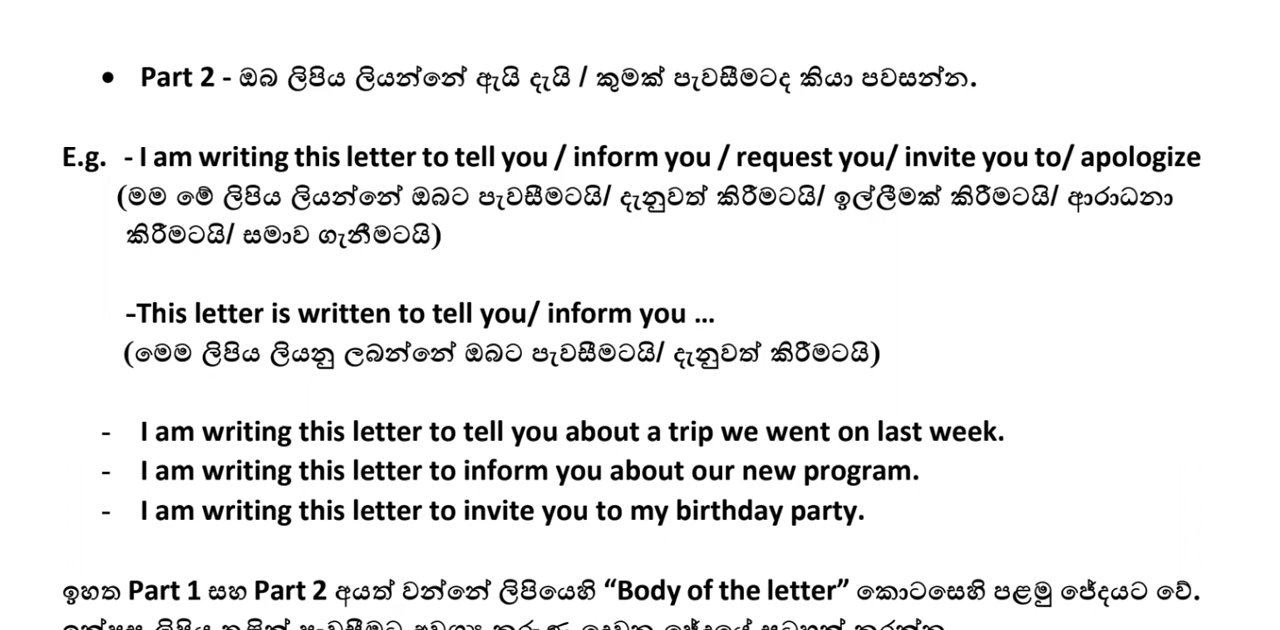 • Part 2 - ඔබ ලිපිය ලියන්නේ ඇයි දැයි / කුමක් පැවසීමටද කියා පවසන්න.
E.g. - I am writing this letter to tell you / inform you / request you/ invite you to/ apologize
(මම මේ ලිපිය ලියන්නේ ඔබට පැවසීමටයි/ දැනුවත් කිරීමටයි/ ඉල්ලීමක් කිරීමටයි/ ආරාධනා
කිරීමටයි/ සමාව ගැනීමටයි)
-This letter is written to tell you/ inform you ...
(මෙම ලිපිය ලියනු ලබන්නේ ඔබට පැවසීමටයි/ දැනුවත් කිරීමටයි)
- I am writing this letter to tell you about a trip we went on last week.
- I am writing this letter to inform you about our new program.
- I am writing this letter to invite you to my birthday party.
ඉහත Part 1 සහ Part 2 අයත් වන්නේ ලිපියෙහි “Body of the letter” කොටසෙහි පළමු ඡේදයට වේ.